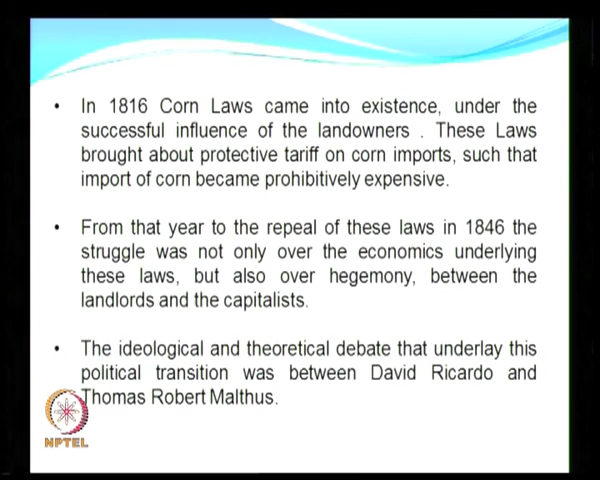 • In 1816 Corn Laws came into existence, under the
successful influence of the landowners . These Laws
brought about protective tariff on corn imports, such that
import of corn became prohibitively expensive.
• From that year to the repeal of these laws in 1846 the
struggle was not only over the economics underlying
these laws, but also over hegemony, between the
landlords and the capitalists.
• The ideological and theoretical debate that underlay this
political transition was between David Ricardo and
Thomas Robert Malthus.
NPTEL